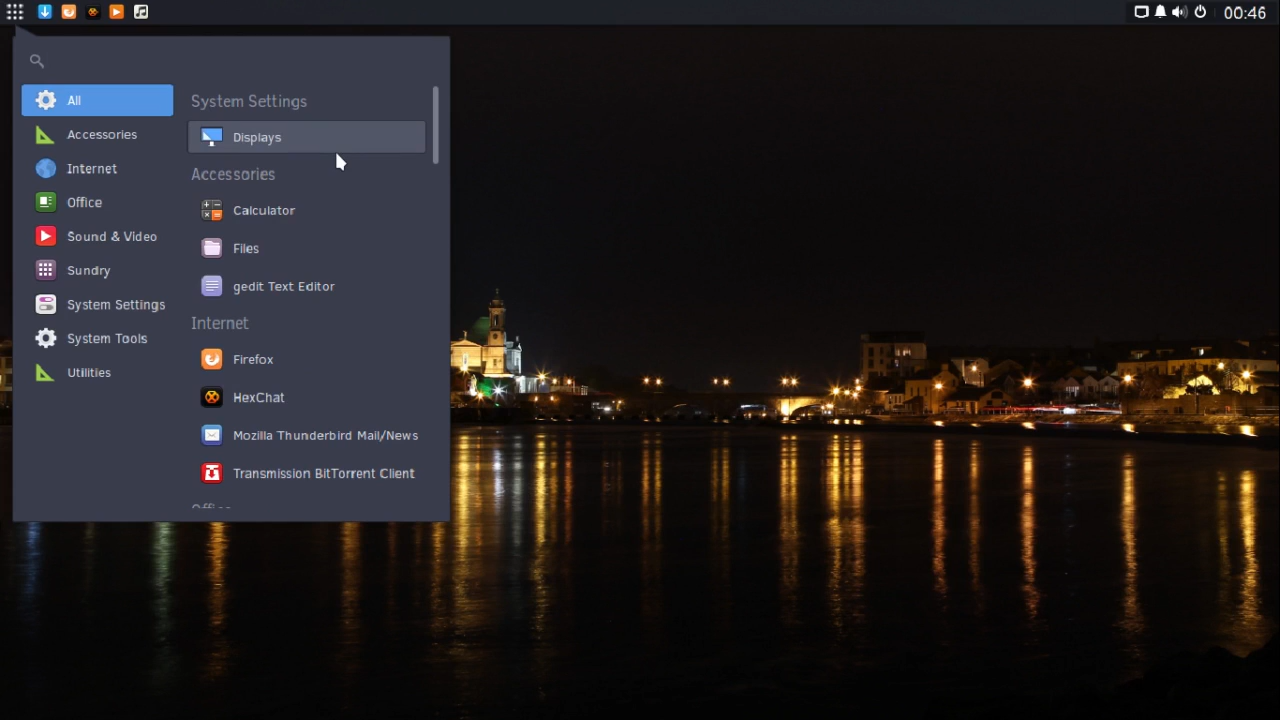 00:46
All
Accessories
Internet
Office
Sound & Video
Sundry
System Settings
System Tools
Utilities
System Settings
Displays
Accessories
Calculator
Files
gedit Text Editor
Internet
Firefox
HexChat
Mozilla Thunderbird Mail/News
Transmission BitTorrent Client
Office